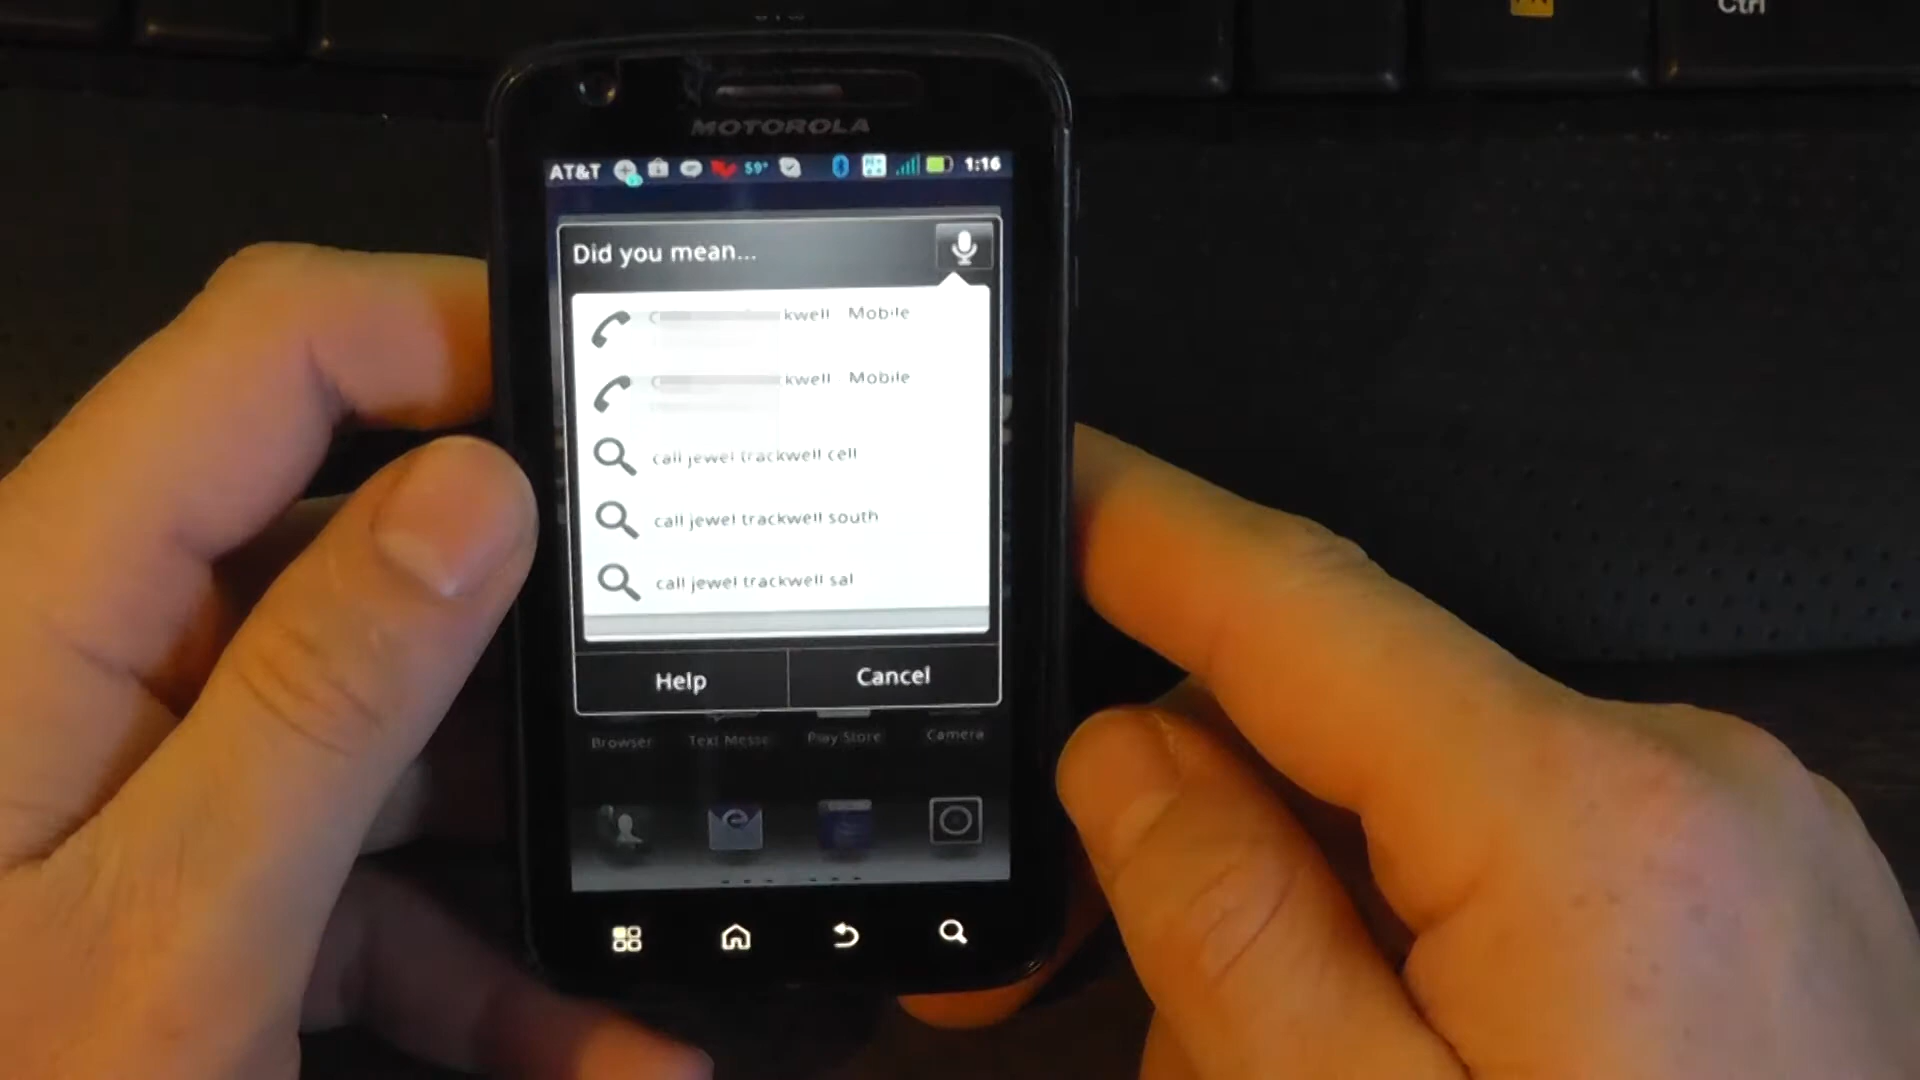 Ctrl
MOTOROLA
AT&T 59° 1:16
Did you mean...
kwell Mobile
kwell Mobile
call jewel trackwell cell
call jewel trackwell south
call jewel trackwell sal
Help Cancel
Browser Text Messa Play Store Camera